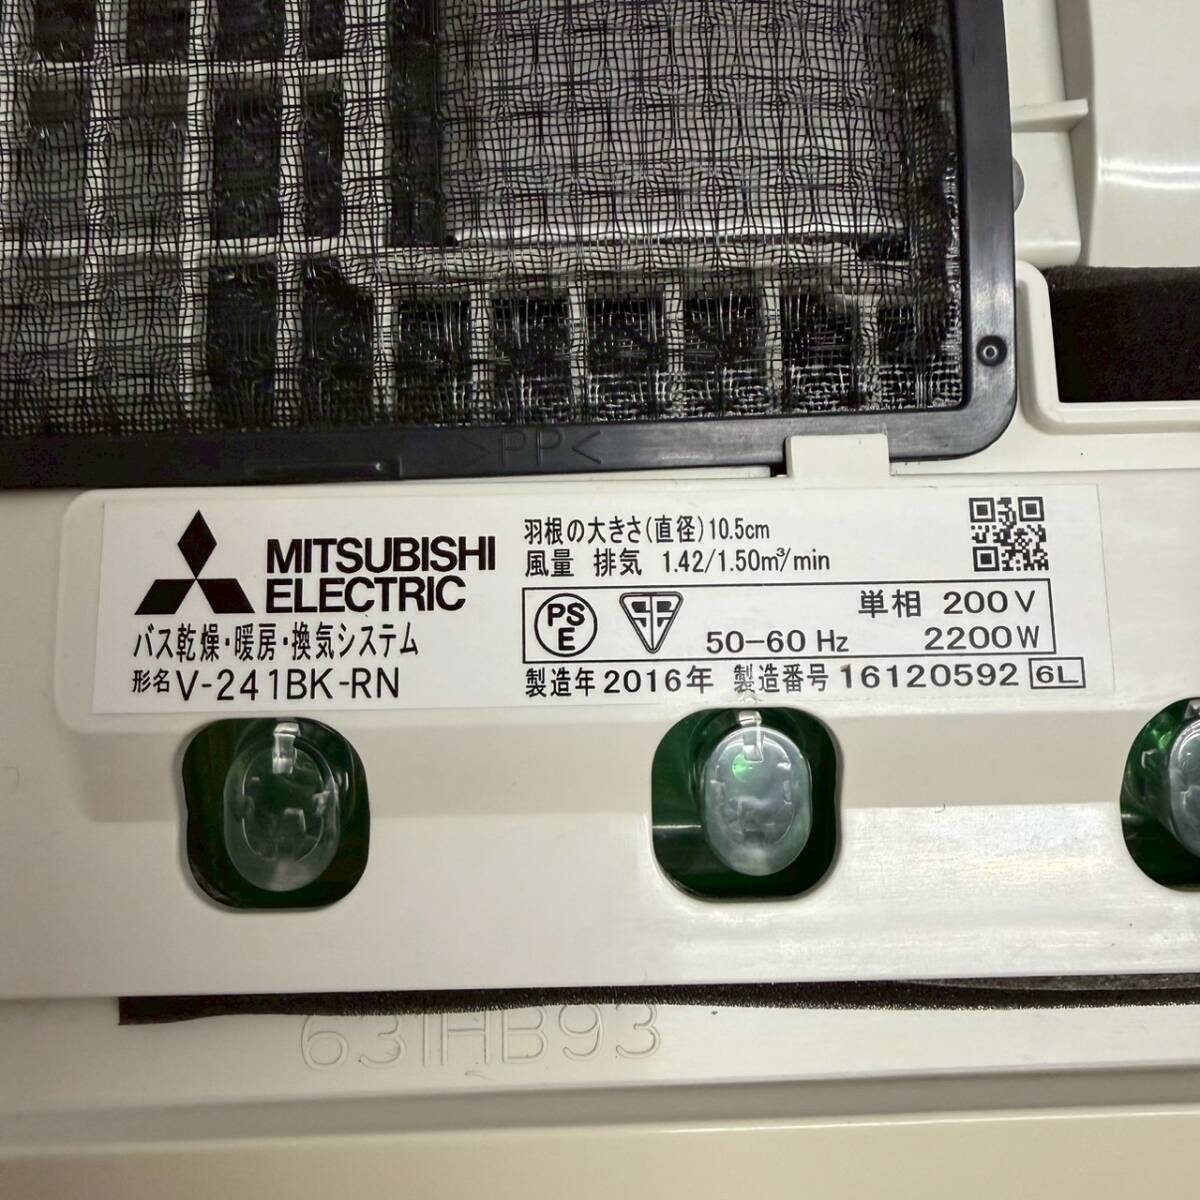 >PP<
MITSUBISHI
ELECTRIC
バス乾燥・暖房・換気システム
形名 V-241BK-RN
羽根の大きさ(直径)10.5cm
風量 排気 1.42/1.50m³/min
PS
E
単相 200V
50-60 Hz 2200W
製造年 2016年 製造番号 16120592 6L
631HB93